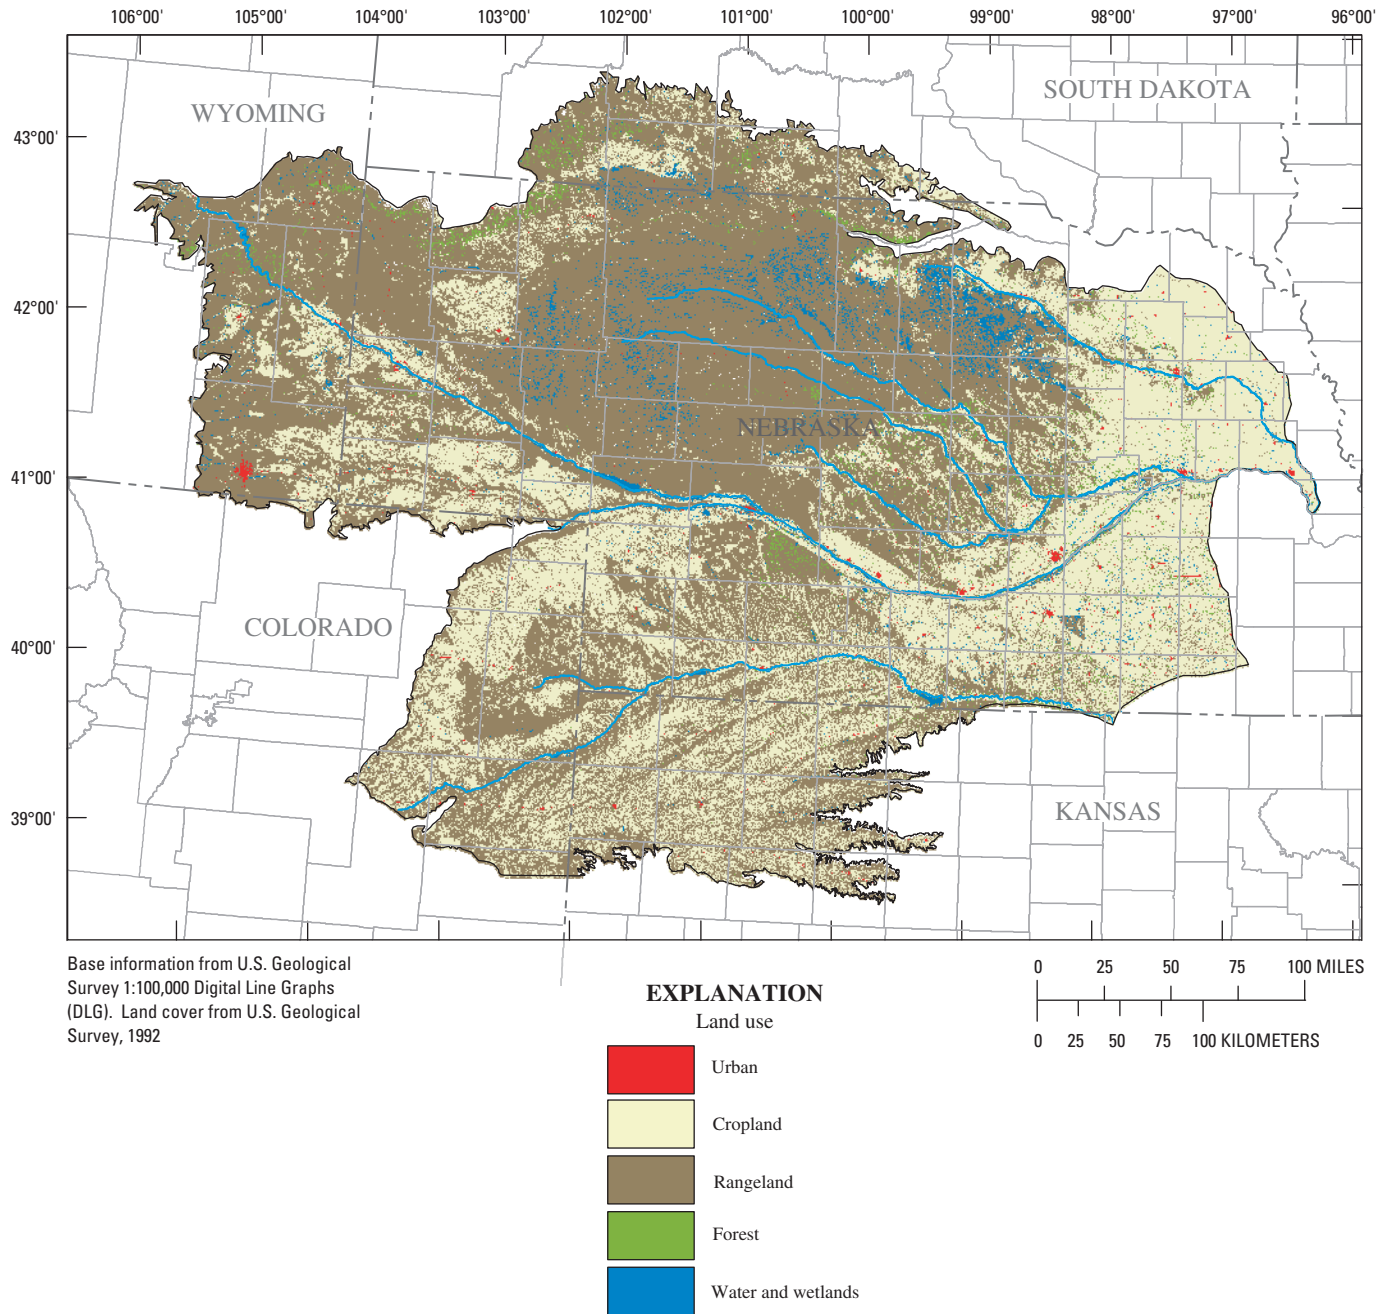 106°00' 105°00' 104°00' 103°00' 102°00' 101°00' 100°00' 99°00' 98°00' 97°00' 96°00'
SOUTH DAKOTA
WYOMING
43°00'
42°00'
NEBRASKA
41°00'
COLORADO
40°00'
KANSAS
39°00'
Base information from U.S. Geological
Survey 1:100,000 Digital Line Graphs
(DLG). Land cover from U.S. Geological
Survey, 1992
0 25 50 75 100 MILES
0 25 50 75 100 KILOMETERS
EXPLANATION
Land use
Urban
Cropland
Rangeland
Forest
Water and wetlands